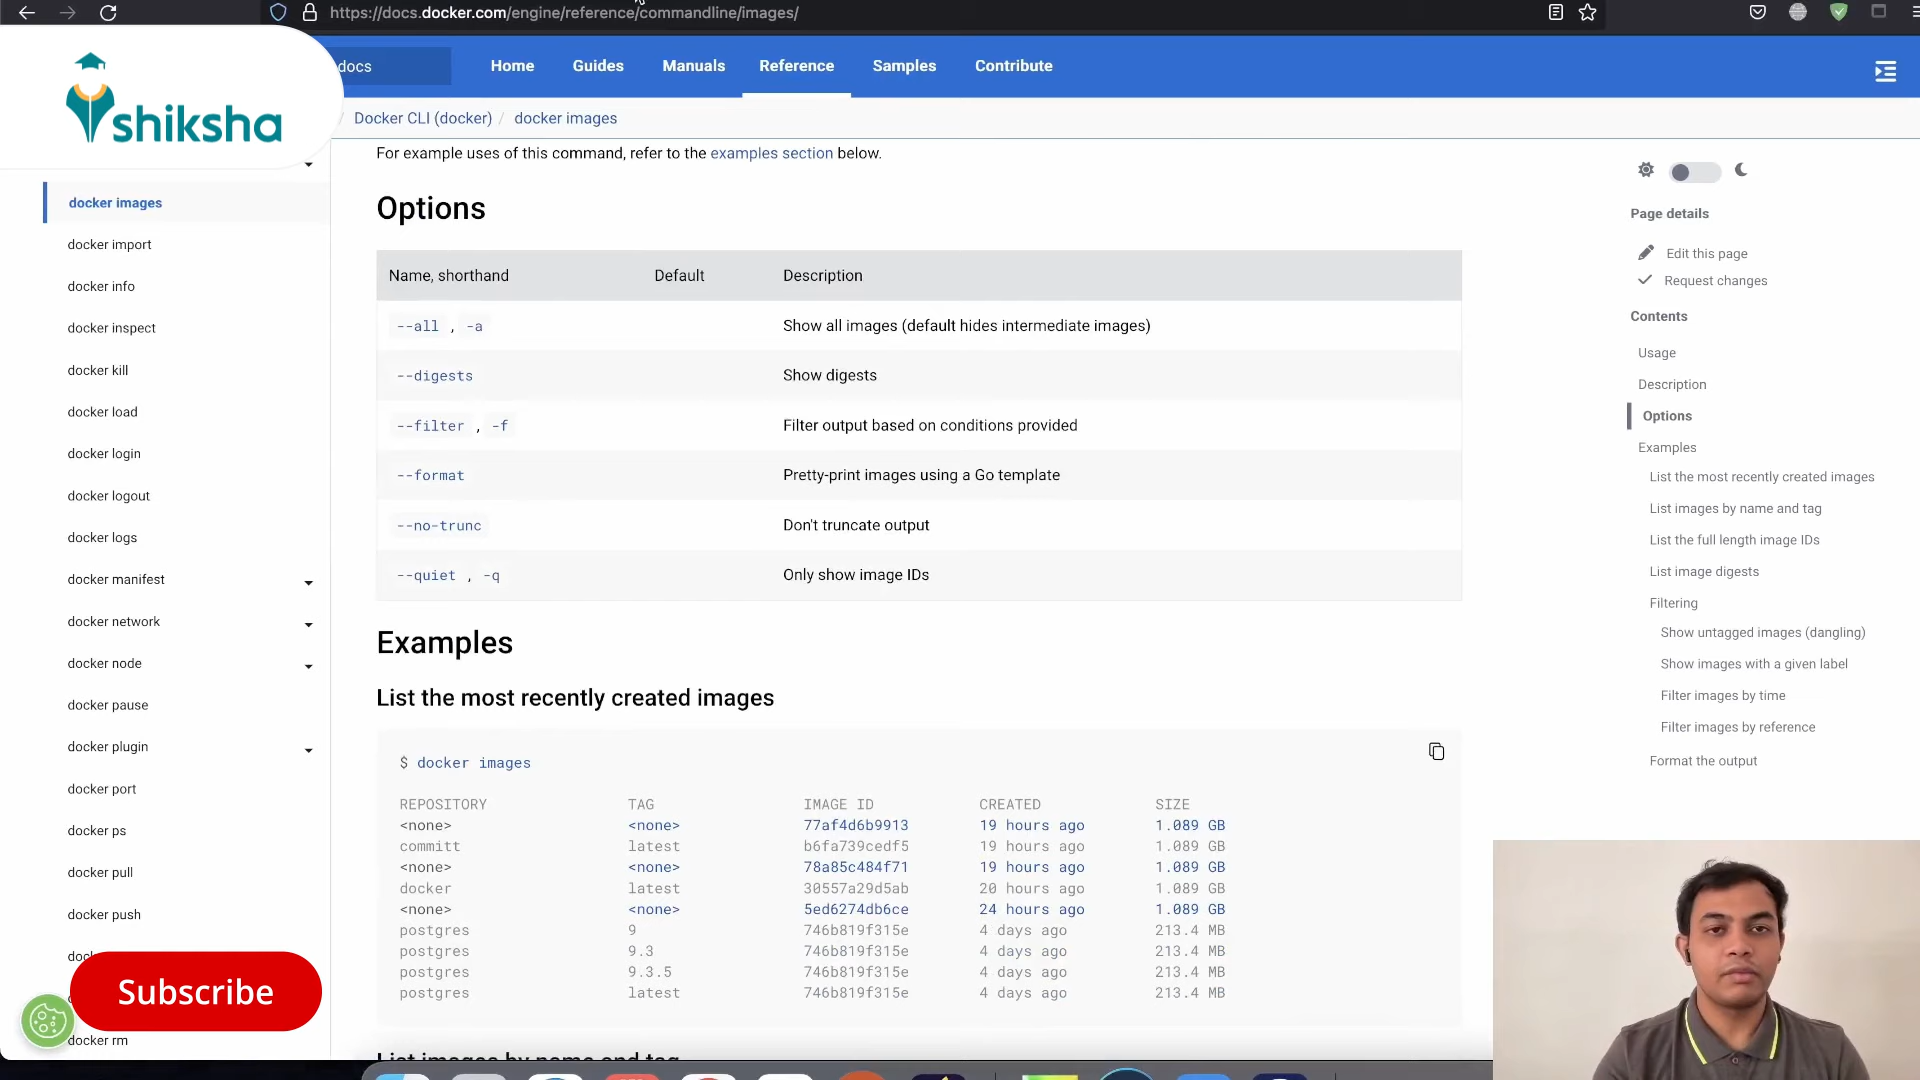 https://docs.docker.com/engine/reference/commandline/images/
shiksha
docs
Home Guides Manuals Reference Samples Contribute
/ Docker CLI (docker) / docker images
docker images
docker import
docker info
docker inspect
docker kill
docker load
docker login
docker logout
docker logs
docker manifest
docker network
docker node
docker pause
docker plugin
docker port
docker ps
docker pull
docker push
docker rm
Subscribe
For example uses of this command, refer to the examples section below.
Options
Name, shorthand Default Description
--all , -a Show all images (default hides intermediate images)
--digests Show digests
--filter , -f Filter output based on conditions provided
--format Pretty-print images using a Go template
--no-trunc Don't truncate output
--quiet , -q Only show image IDs
Examples
List the most recently created images
$ docker images
REPOSITORY TAG IMAGE ID CREATED SIZE
<none> <none> 77af4d6b9913 19 hours ago 1.089 GB
committ latest b6fa739cedf5 19 hours ago 1.089 GB
<none> <none> 78a85c484f71 19 hours ago 1.089 GB
docker latest 30557a29d5ab 20 hours ago 1.089 GB
<none> <none> 5ed6274db6ce 24 hours ago 1.089 GB
postgres 9 746b819f315e 4 days ago 213.4 MB
postgres 9.3 746b819f315e 4 days ago 213.4 MB
postgres 9.3.5 746b819f315e 4 days ago 213.4 MB
postgres latest 746b819f315e 4 days ago 213.4 MB
List images by name and tag
Page details
Edit this page
Request changes
Contents
Usage
Description
Options
Examples
List the most recently created images
List images by name and tag
List the full length image IDs
List image digests
Filtering
Show untagged images (dangling)
Show images with a given label
Filter images by time
Filter images by reference
Format the output